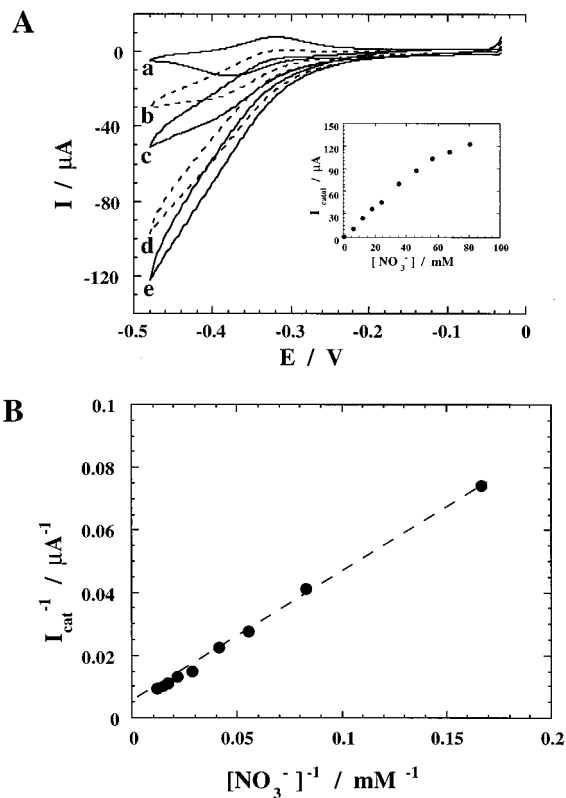 A
0
-40
-80
-120
I / μA
a
b
c
d
e
150
120
90
60
30
0
I catal / μA
0 20 40 60 80 100
[NO3-] / mM
-0.5 -0.4 -0.3 -0.2 -0.1 0
E / V
B
0.1
0.08
0.06
0.04
0.02
0
Icat-1 / μA-1
0 0.05 0.1 0.15 0.2
[NO3-]-1 / mM-1